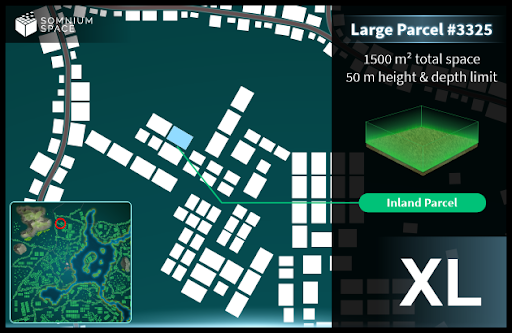 SOMNIUM
SPACE
Large Parcel #3325
1500 m² total space
50 m height & depth limit
Inland Parcel
XL